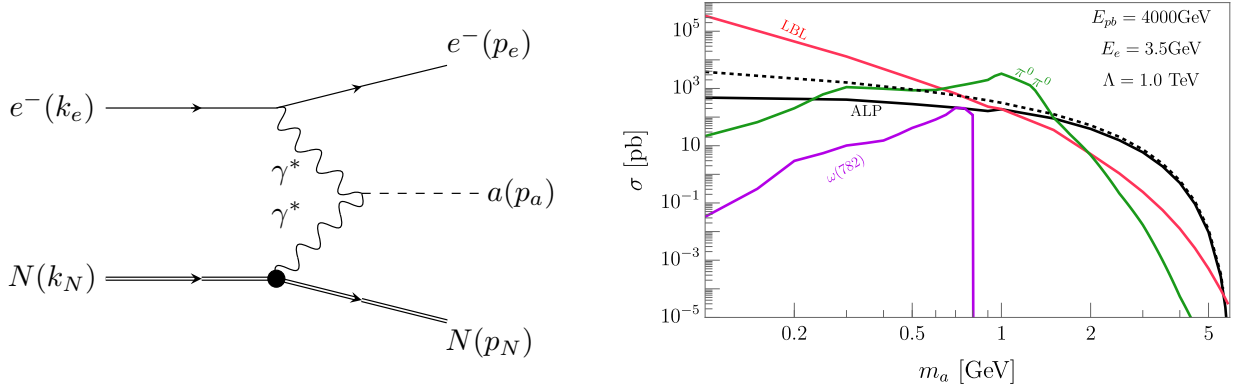 e⁻(p_e)
e⁻(k_e)
γ*
a(p_a)
γ*
N(k_N)
N(p_N)
LBL
E_pb = 4000GeV
E_e = 3.5GeV
Λ = 1.0 TeV
π⁰π⁰
ALP
ω(782)
σ [pb]
10⁵
10³
10
10⁻¹
10⁻³
10⁻⁵
0.2
0.5
1
2
5
m_a [GeV]